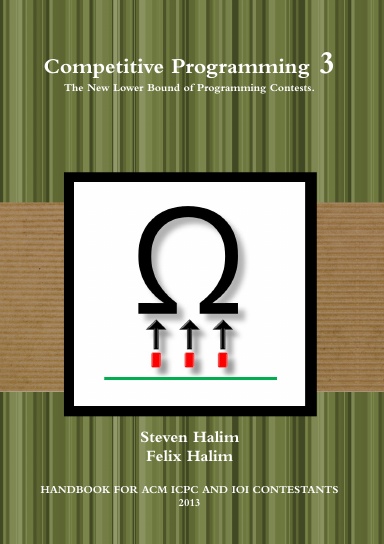 Competitive Programming 3
The New Lower Bound of Programming Contests.
Ω
Steven Halim
Felix Halim
HANDBOOK FOR ACM ICPC AND IOI CONTESTANTS
2013